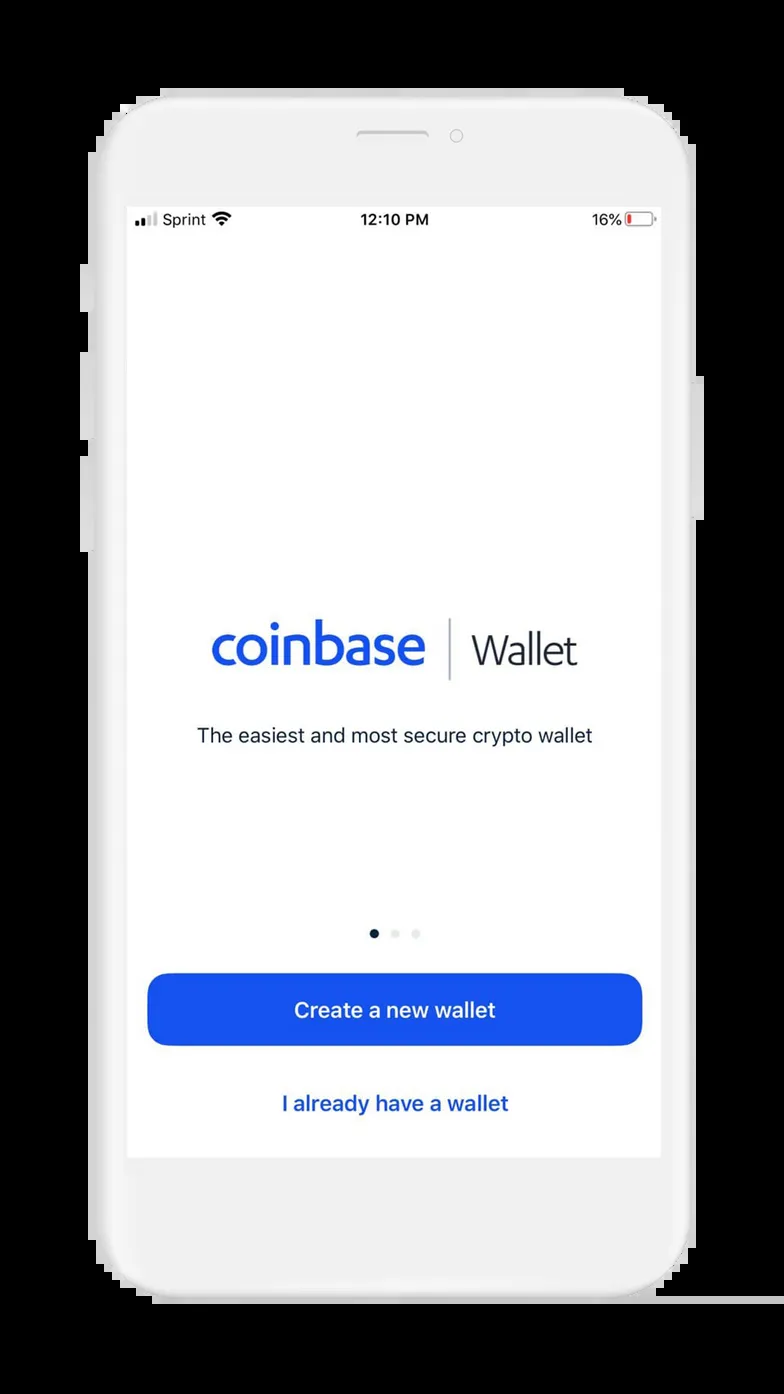 Sprint 12:10 PM 16%
coinbase | Wallet
The easiest and most secure crypto wallet
Create a new wallet
I already have a wallet